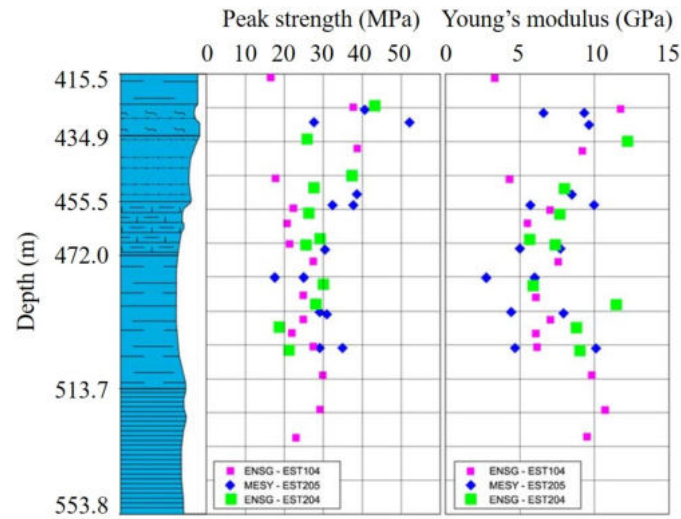 Peak strength (MPa) Young's modulus (GPa)
0 10 20 30 40 50 0 5 10 15
415.5
434.9
455.5
472.0
513.7
553.8
Depth (m)
ENSG - EST104
MESY - EST205
ENSG - EST204
ENSG - EST104
MESY - EST205
ENSG - EST204